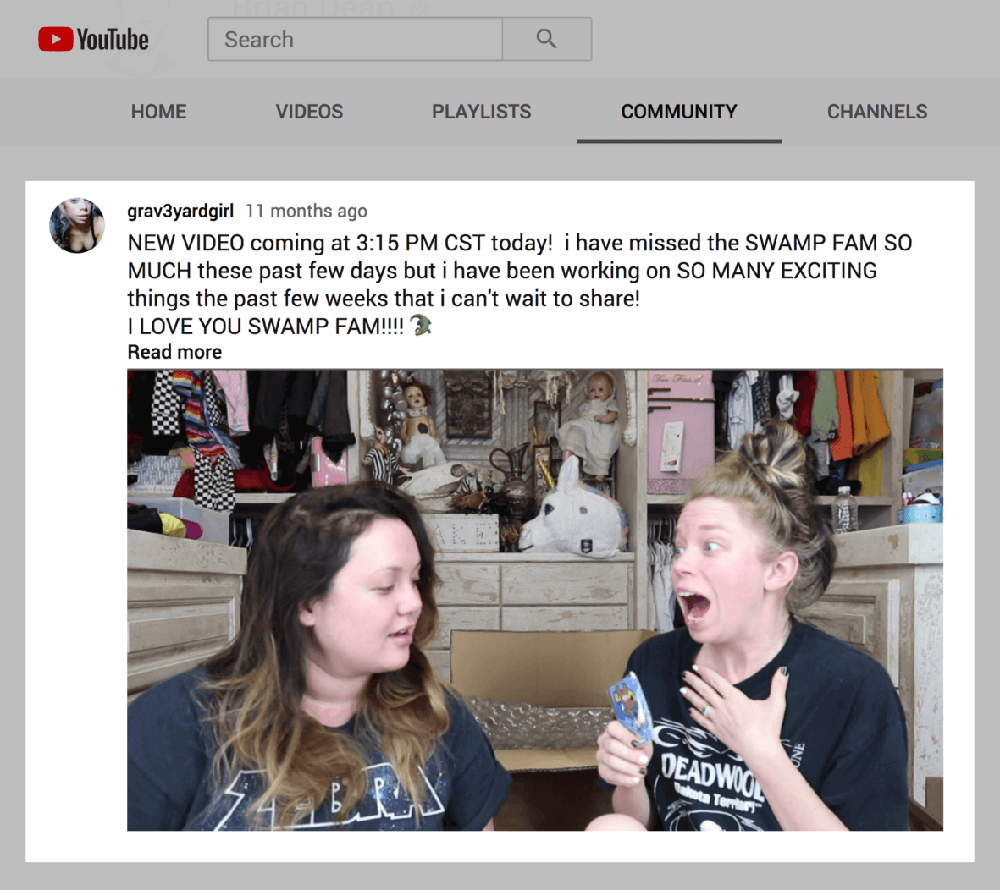 Brian Dean
YouTube
Search
HOME
VIDEOS
PLAYLISTS
COMMUNITY
CHANNELS
grav3yardgirl 11 months ago
NEW VIDEO coming at 3:15 PM CST today!  i have missed the SWAMP FAM SO
MUCH these past few days but i have been working on SO MANY EXCITING
things the past few weeks that i can't wait to share!
I LOVE YOU SWAMP FAM!!!! 🐊
Read more
Too Faced
DEADWOO
Dakota Territory